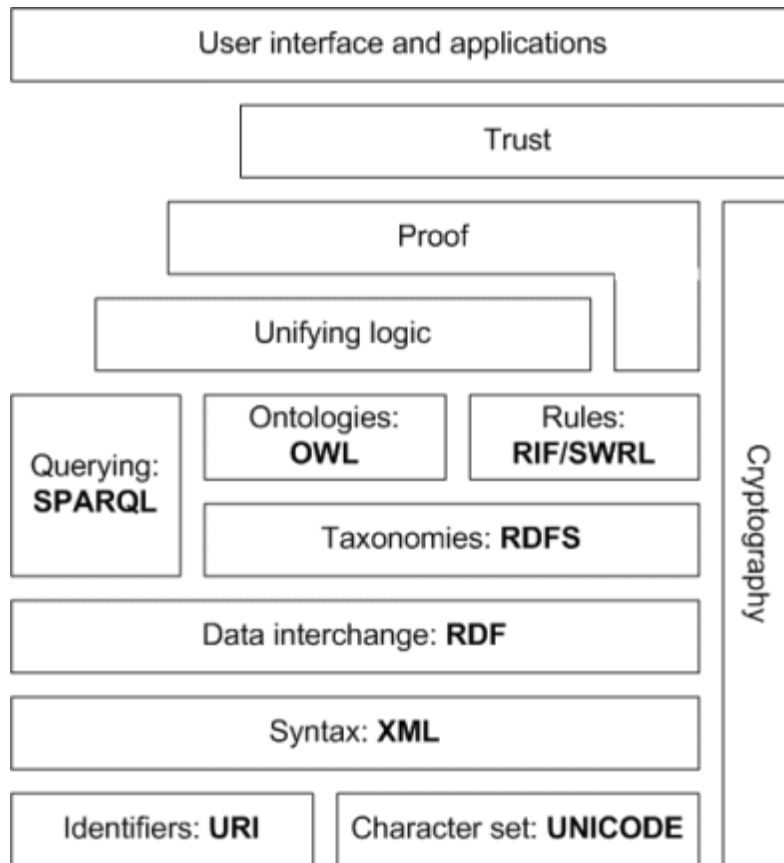 User interface and applications
Trust
Proof
Unifying logic
Querying:
SPARQL
Ontologies:
OWL
Rules:
RIF/SWRL
Taxonomies: RDFS
Cryptography
Data interchange: RDF
Syntax: XML
Identifiers: URI
Character set: UNICODE